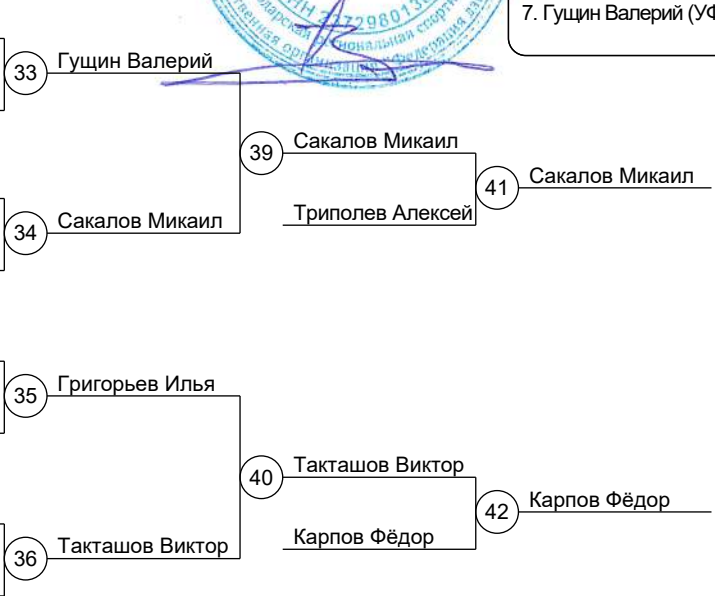 7. Гущин Валерий (УФ
33 Гущин Валерий
39 Сакалов Микаил
41 Сакалов Микаил
Триполев Алексей
34 Сакалов Микаил
35 Григорьев Илья
40 Такташов Виктор
42 Карпов Фёдор
Карпов Фёдор
36 Такташов Виктор